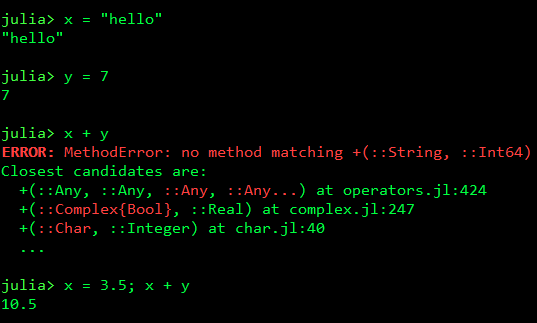 julia> x = "hello"
"hello"
julia> y = 7
7
julia> x + y
ERROR: MethodError: no method matching +(::String, ::Int64)
Closest candidates are:
  +(::Any, ::Any, ::Any, ::Any...) at operators.jl:424
  +(::Complex{Bool}, ::Real) at complex.jl:247
  +(::Char, ::Integer) at char.jl:40
  ...
julia> x = 3.5; x + y
10.5